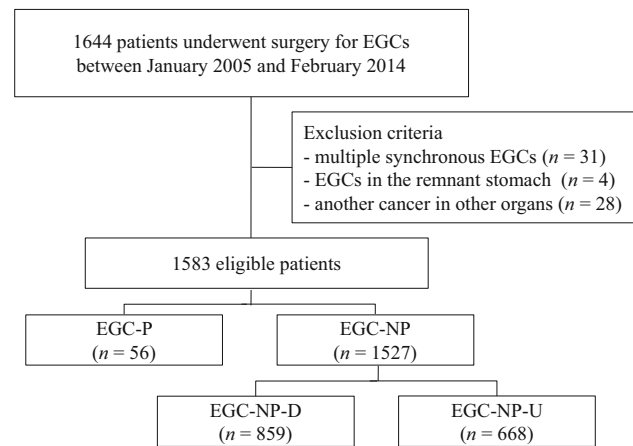 1644 patients underwent surgery for EGCs
between January 2005 and February 2014
Exclusion criteria
- multiple synchronous EGCs (n = 31)
- EGCs in the remnant stomach (n = 4)
- another cancer in other organs (n = 28)
1583 eligible patients
EGC-P
(n = 56)
EGC-NP
(n = 1527)
EGC-NP-D
(n = 859)
EGC-NP-U
(n = 668)